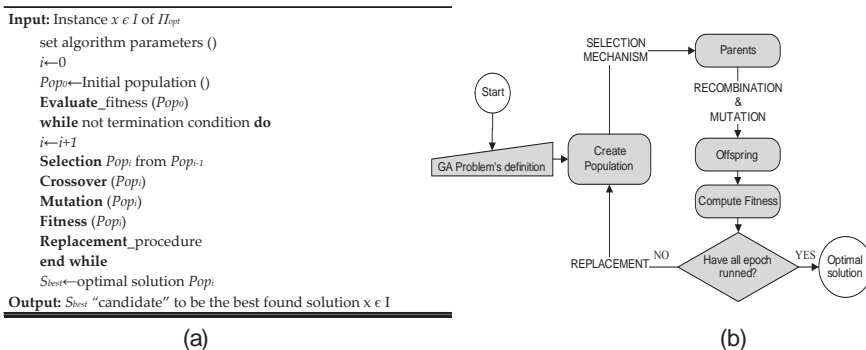 Input: Instance x ϵ I of Πopt
set algorithm parameters ()
i←0
Pop0←Initial population ()
Evaluate_fitness (Pop0)
while not termination condition do
i←i+1
Selection Popi from Popi-1
Crossover (Popi)
Mutation (Popi)
Fitness (Popi)
Replacement_procedure
end while
Sbest←optimal solution Popi
Output: Sbest “candidate” to be the best found solution x ϵ I
(a)
Start
GA Problem's definition
Create
Population
SELECTION
MECHANISM
Parents
RECOMBINATION
&
MUTATION
Offspring
Compute Fitness
Have all epoch
runned?
NO
REPLACEMENT
YES
Optimal
solution
(b)